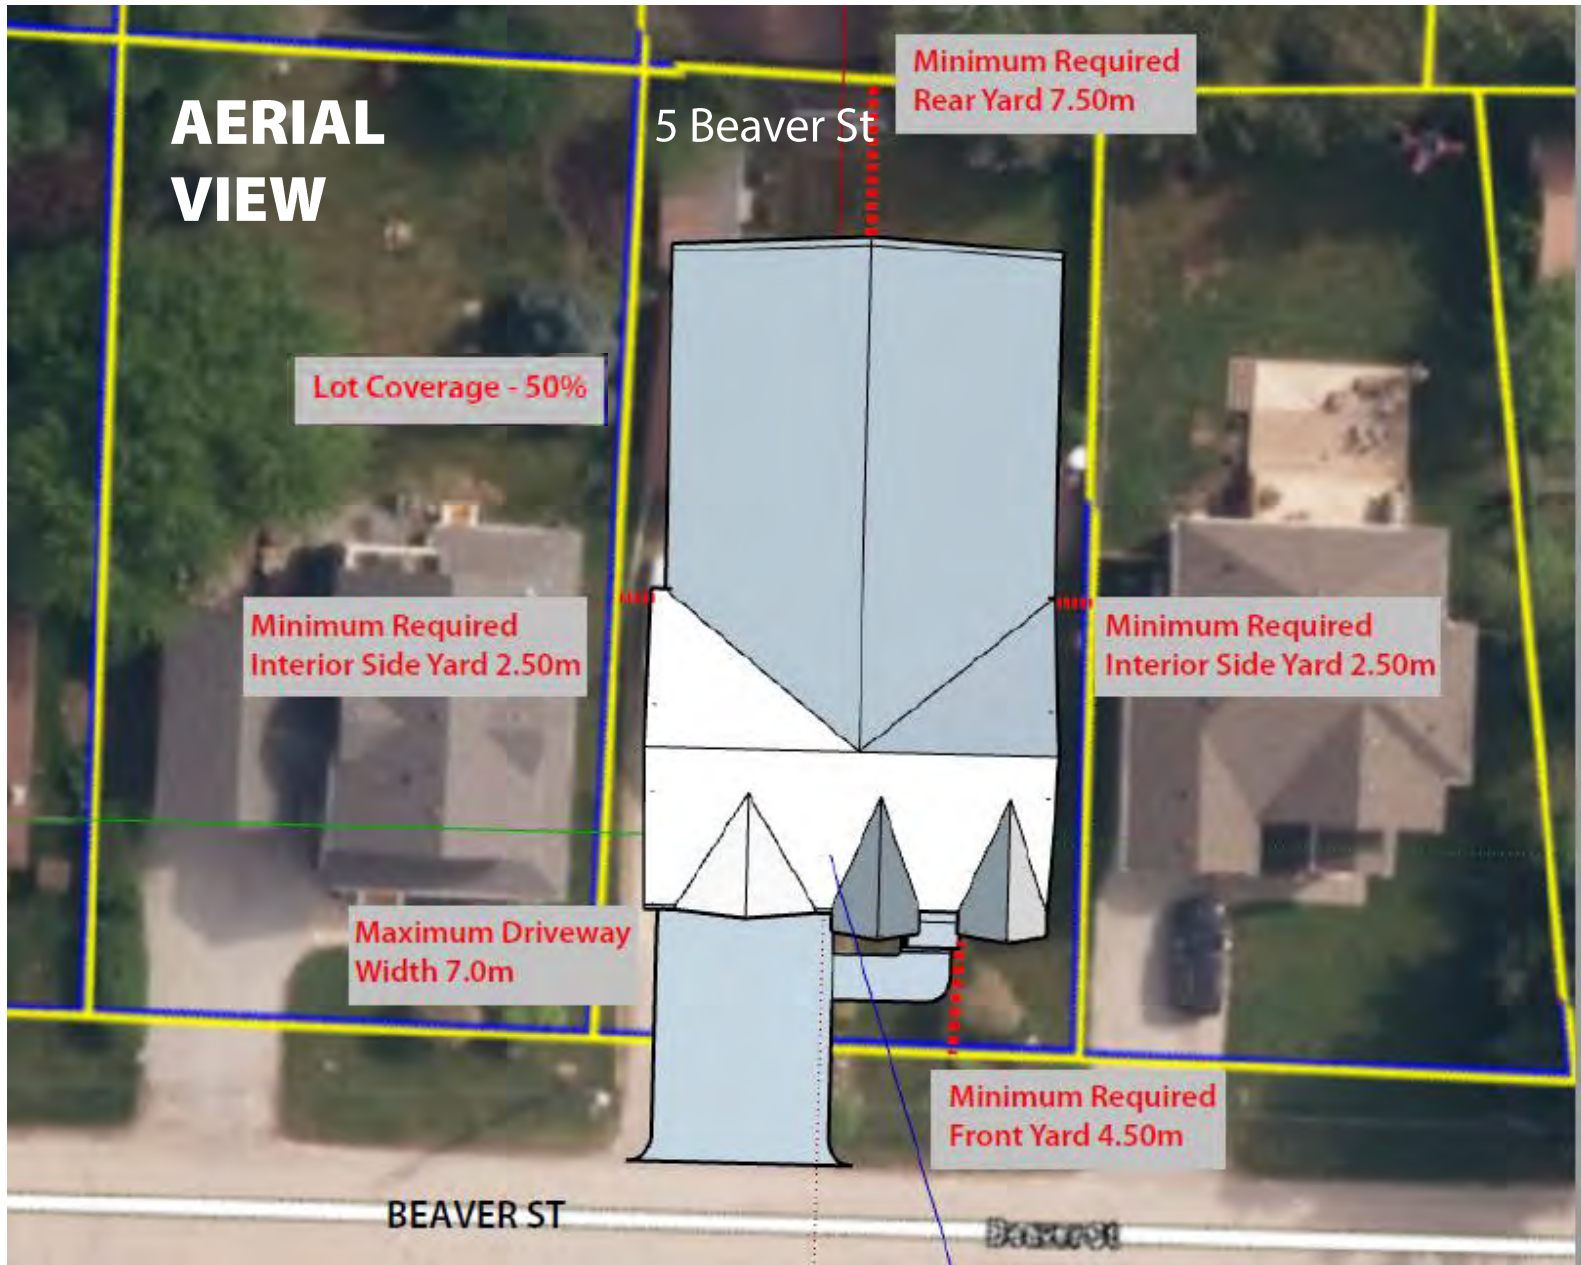 AERIAL
VIEW
5 Beaver St
Minimum Required
Rear Yard 7.50m
Lot Coverage - 50%
Minimum Required
Interior Side Yard 2.50m
Minimum Required
Interior Side Yard 2.50m
Maximum Driveway
Width 7.0m
Minimum Required
Front Yard 4.50m
BEAVER ST